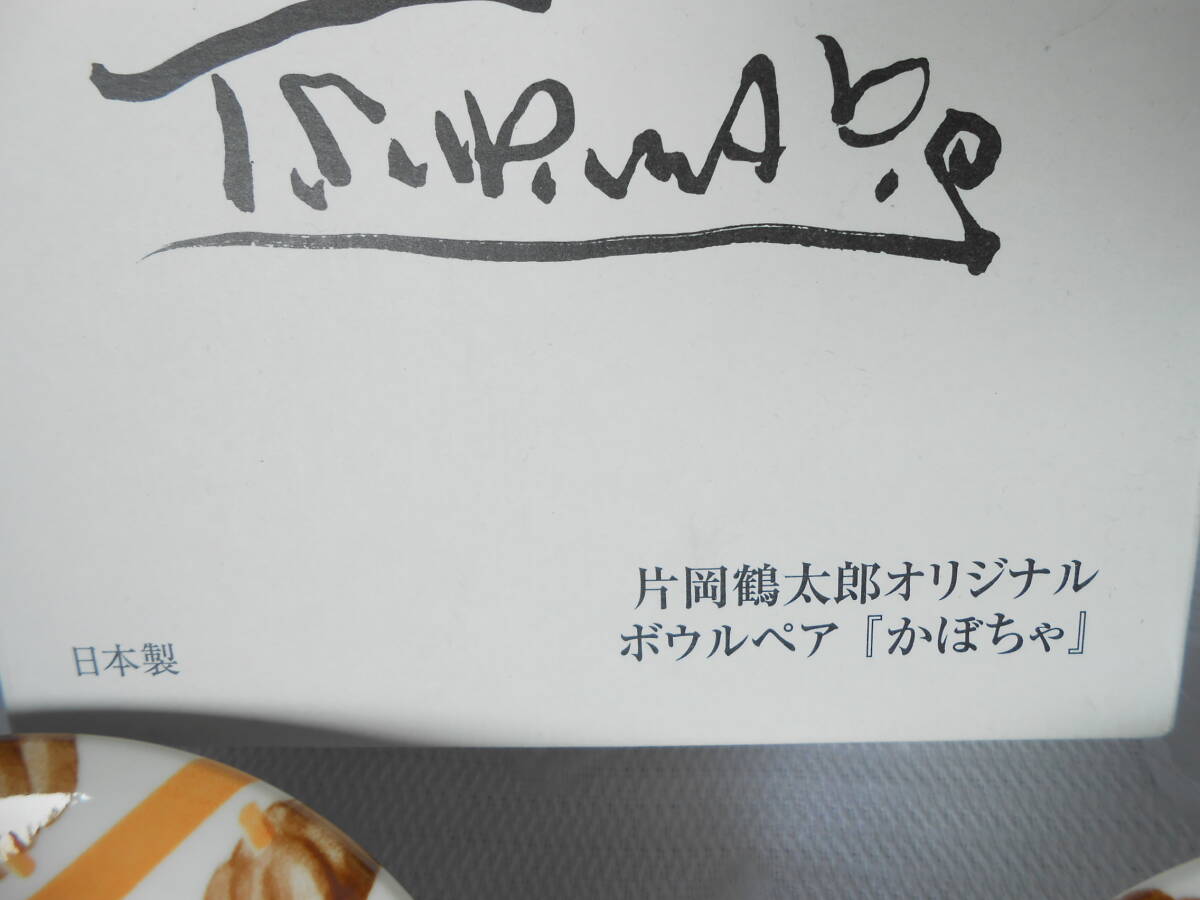 片岡鶴太郎オリジナル
ボウルペア『かぼちゃ』
日本製